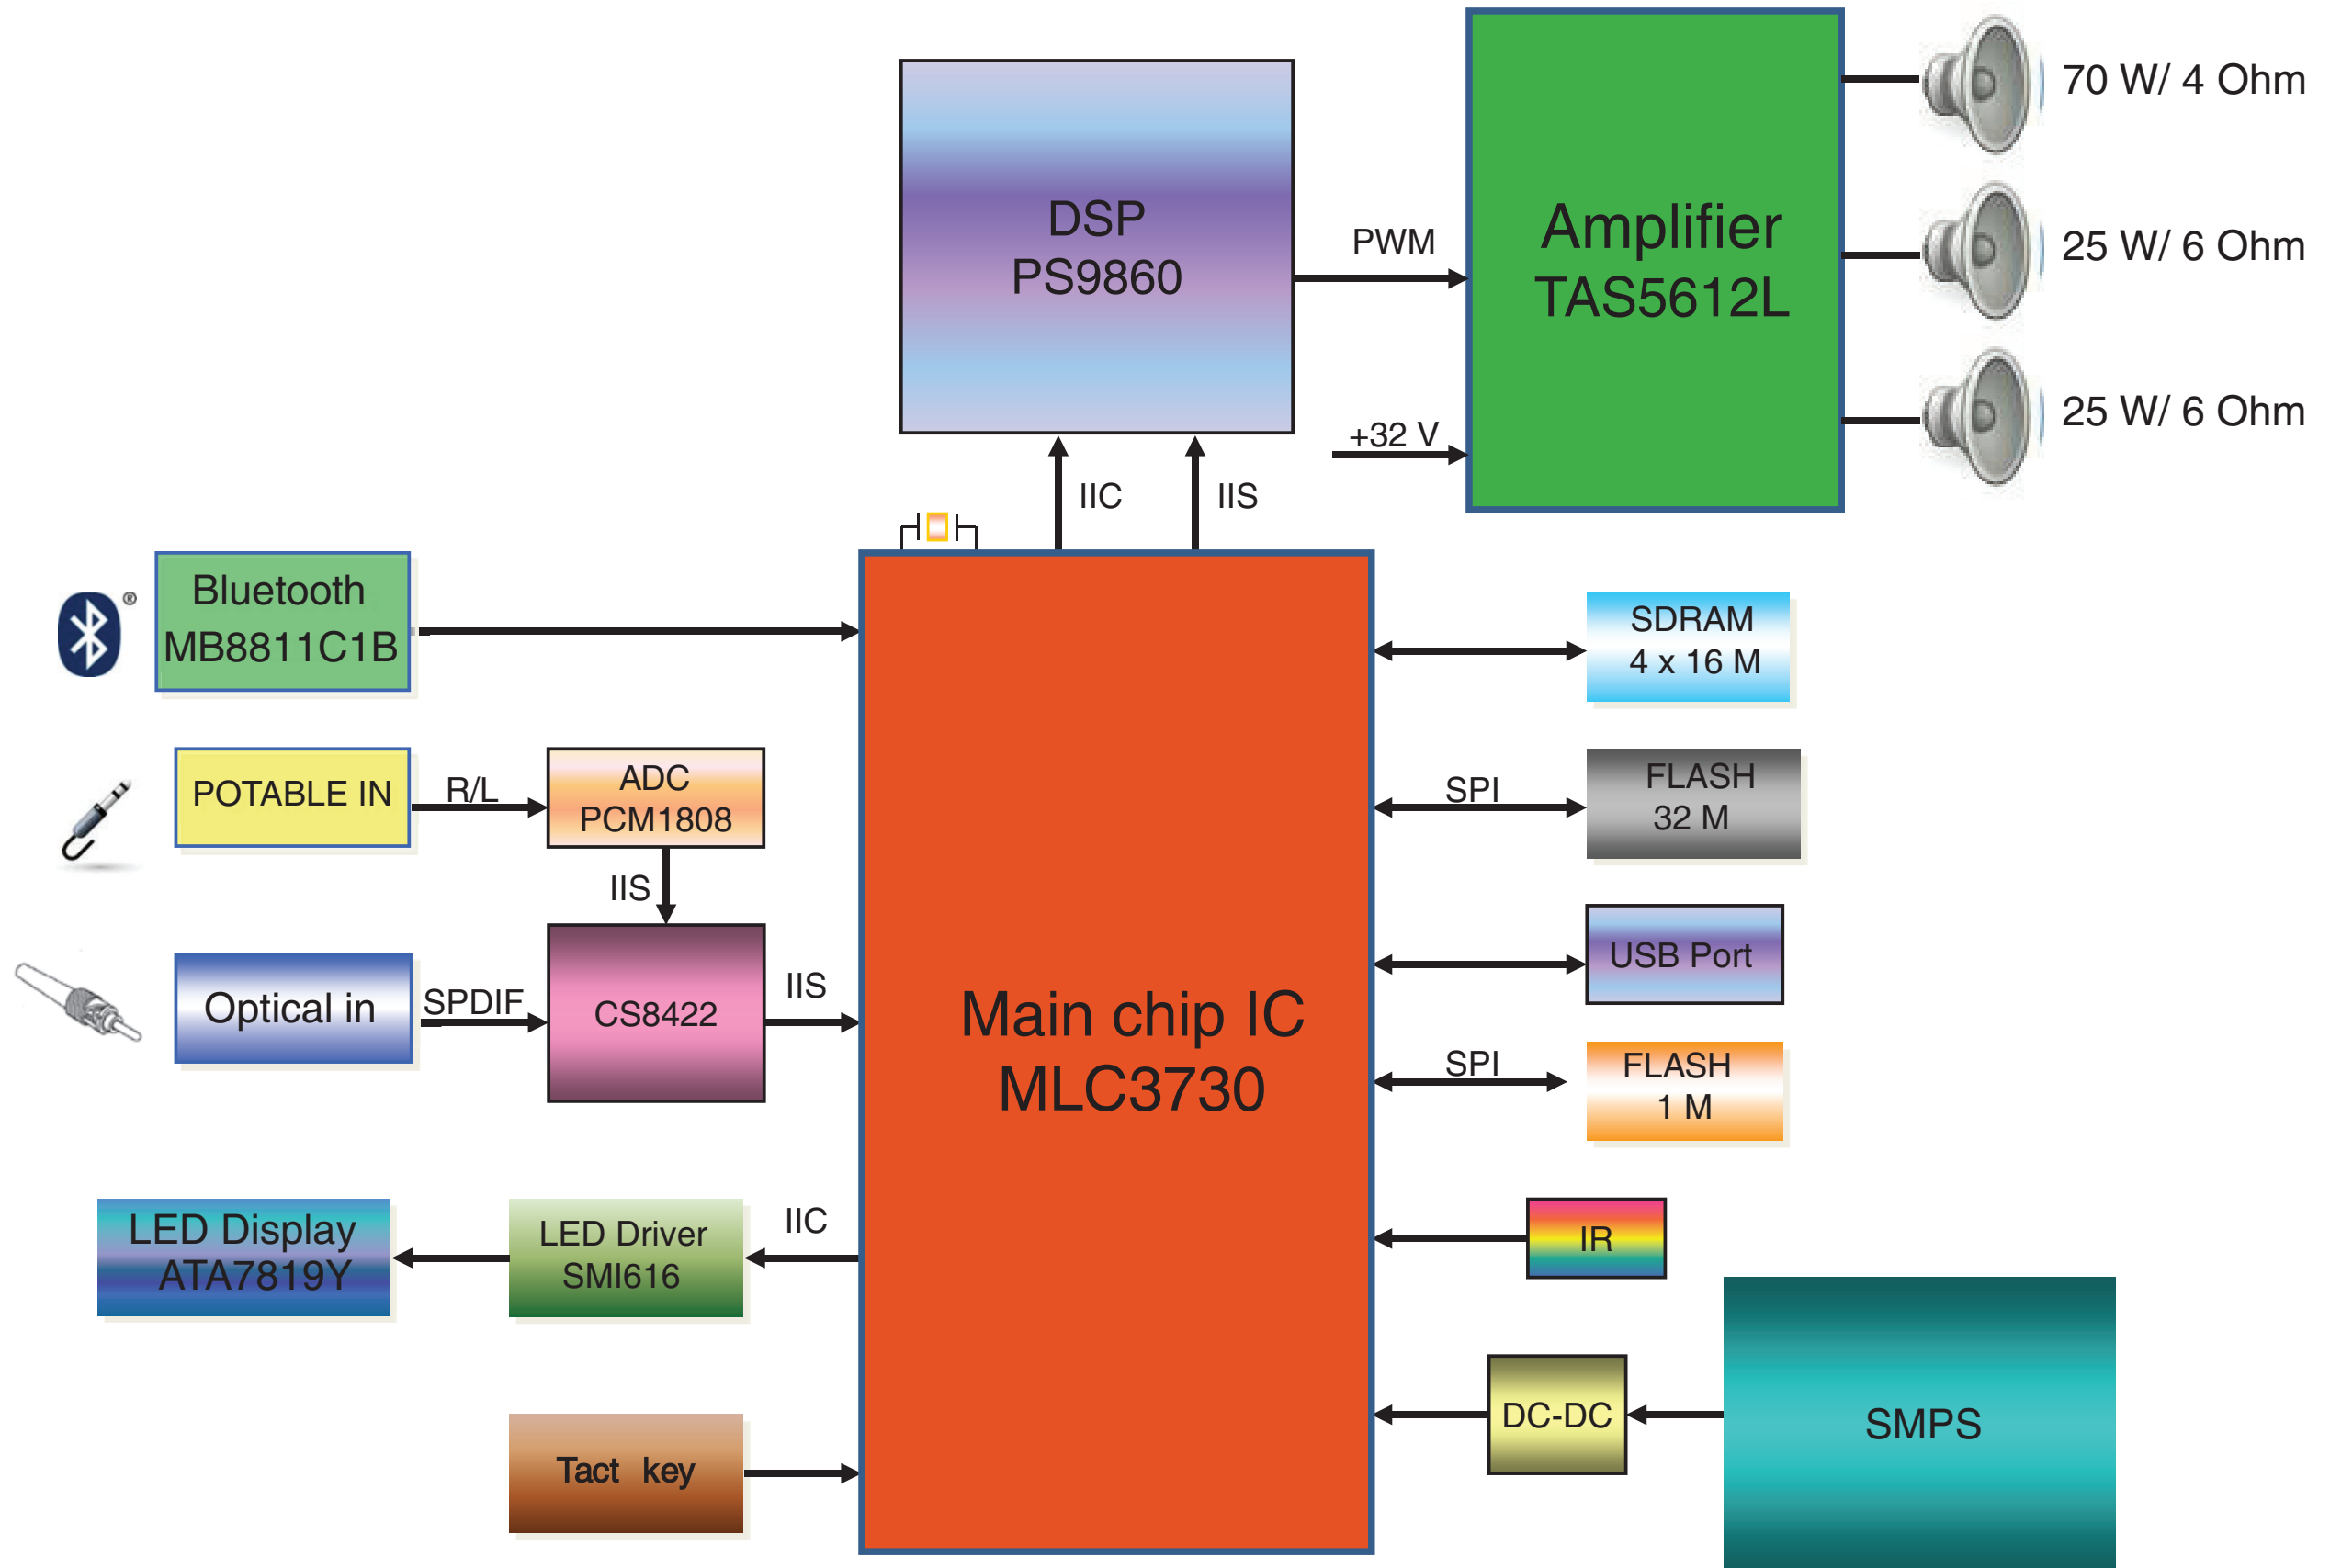 DSP
PS9860
PWM
+32 V
Amplifier
TAS5612L
70 W/ 4 Ohm
25 W/ 6 Ohm
25 W/ 6 Ohm
IIC
IIS
Bluetooth
MB8811C1B
®
POTABLE IN
R/L
ADC
PCM1808
IIS
Optical in
SPDIF
CS8422
IIS
LED Display
ATA7819Y
LED Driver
SMI616
IIC
Tact key
Main chip IC
MLC3730
SDRAM
4 x 16 M
SPI
FLASH
32 M
USB Port
SPI
FLASH
1 M
IR
DC-DC
SMPS